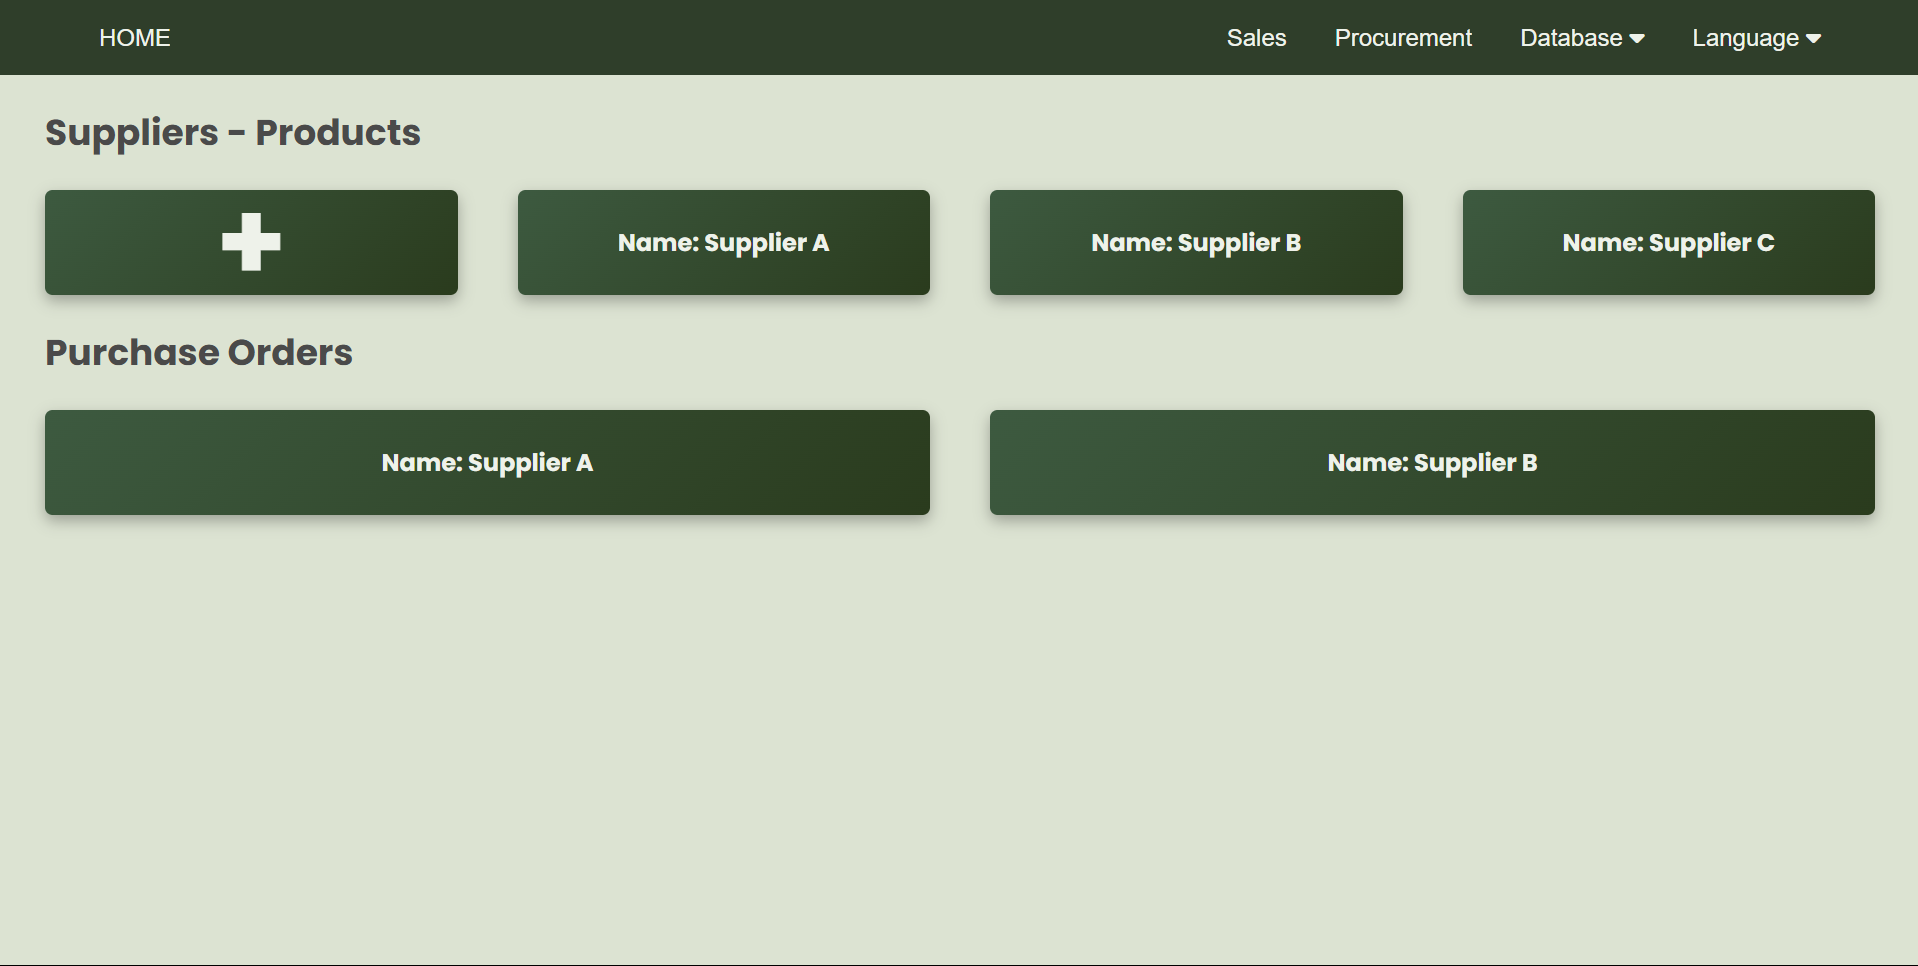 HOME Sales Procurement Database Language
Suppliers - Products
Name: Supplier A Name: Supplier B Name: Supplier C
Purchase Orders
Name: Supplier A Name: Supplier B